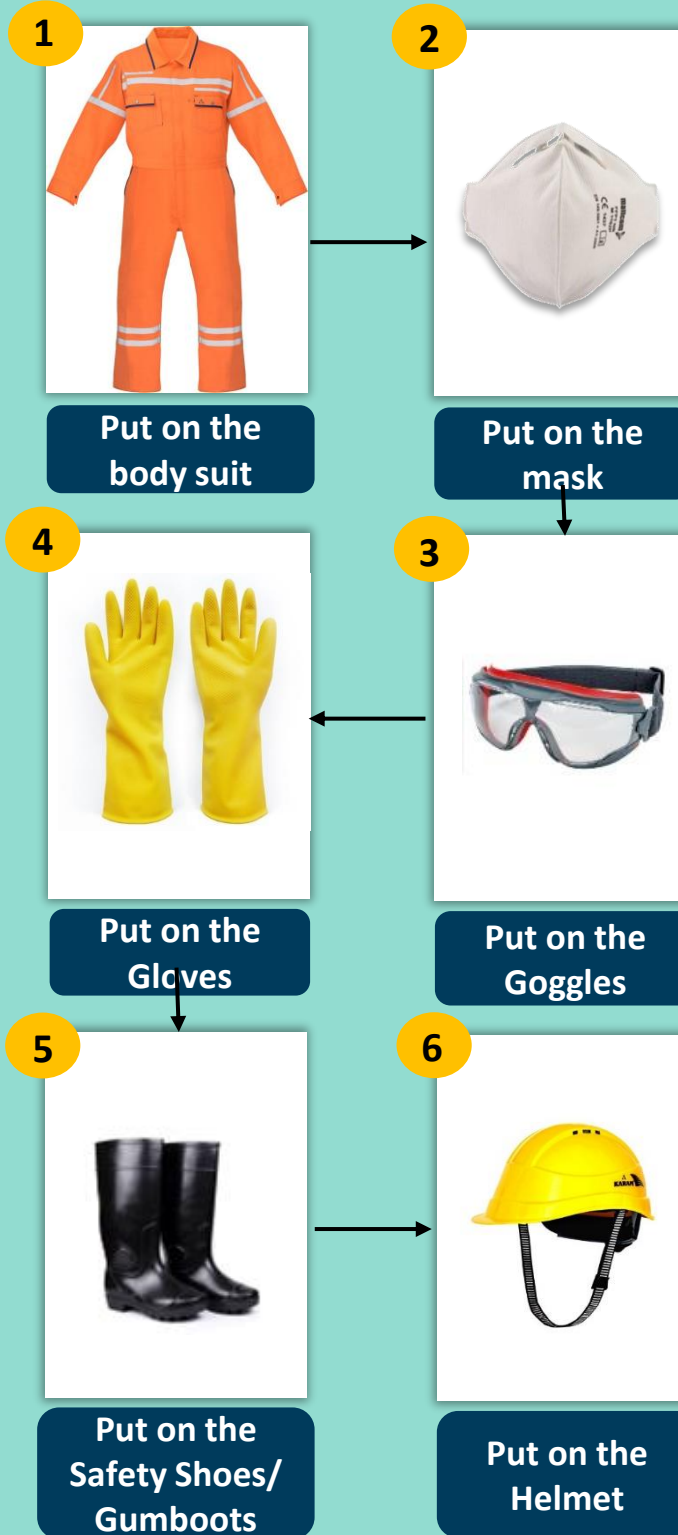 1
Put on the
body suit
2
Put on the
mask
3
Put on the
Goggles
4
Put on the
Gloves
5
Put on the
Safety Shoes/
Gumboots
6
KARAM
Put on the
Helmet